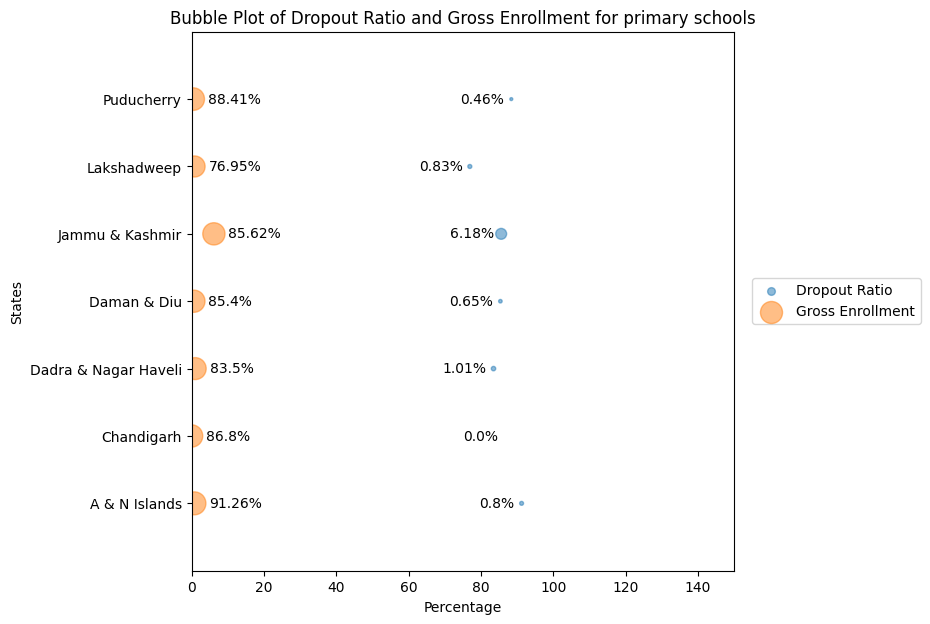 Bubble Plot of Dropout Ratio and Gross Enrollment for primary schools
States
Puducherry 88.41% 0.46%
Lakshadweep 76.95% 0.83%
Jammu & Kashmir 85.62% 6.18%
Daman & Diu 85.4% 0.65%
Dadra & Nagar Haveli 83.5% 1.01%
Chandigarh 86.8% 0.0%
A & N Islands 91.26% 0.8%
0 20 40 60 80 100 120 140
Percentage
Dropout Ratio
Gross Enrollment